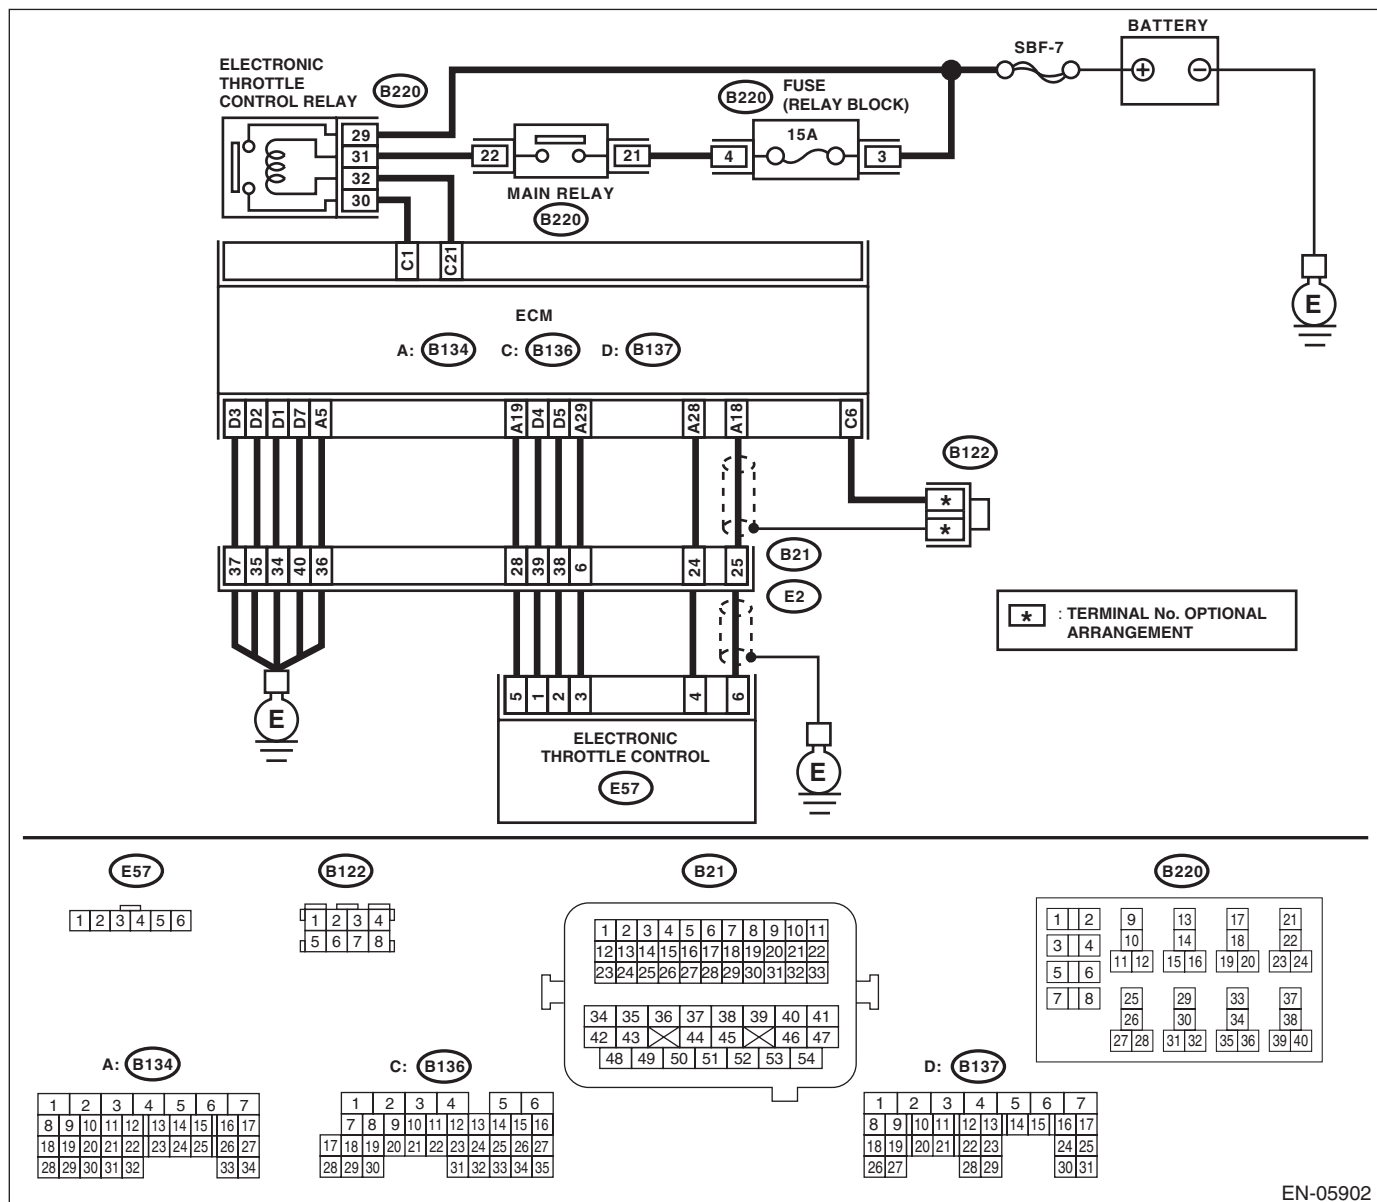 BATTERY
SBF-7
ELECTRONIC
THROTTLE
CONTROL RELAY
B220
B220
FUSE
(RELAY BLOCK)
15A
29
31
32
30
22
21
4
3
MAIN RELAY
B220
E
C1
C21
ECM
A: B134 C: B136 D: B137
D3 D2 D1 D7 A5 A19 D4 D5 A29 A28 A18 C6
B122
*
*
B21
37 35 34 40 36 28 39 38 6 24 25
E2
* : TERMINAL No. OPTIONAL
ARRANGEMENT
5 1 2 3 4 6
E
ELECTRONIC
THROTTLE CONTROL
E57
E
E57
1 2 3 4 5 6
B122
1 2 3 4
5 6 7 8
B21
1 2 3 4 5 6 7 8 9 10 11
12 13 14 15 16 17 18 19 20 21 22
23 24 25 26 27 28 29 30 31 32 33
34 35 36 37 38 39 40 41
42 43 44 45 46 47
48 49 50 51 52 53 54
B220
1 2 9 13 17 21
3 4 10 14 18 22
11 12 15 16 19 20 23 24
5 6
7 8 25 29 33 37
26 30 34 38
27 28 31 32 35 36 39 40
A: B134
1 2 3 4 5 6 7
8 9 10 11 12 13 14 15 16 17
18 19 20 21 22 23 24 25 26 27
28 29 30 31 32 33 34
C: B136
1 2 3 4 5 6
7 8 9 10 11 12 13 14 15 16
17 18 19 20 21 22 23 24 25 26 27
28 29 30 31 32 33 34 35
D: B137
1 2 3 4 5 6 7
8 9 10 11 12 13 14 15 16 17
18 19 20 21 22 23 24 25
26 27 28 29 30 31
EN-05902